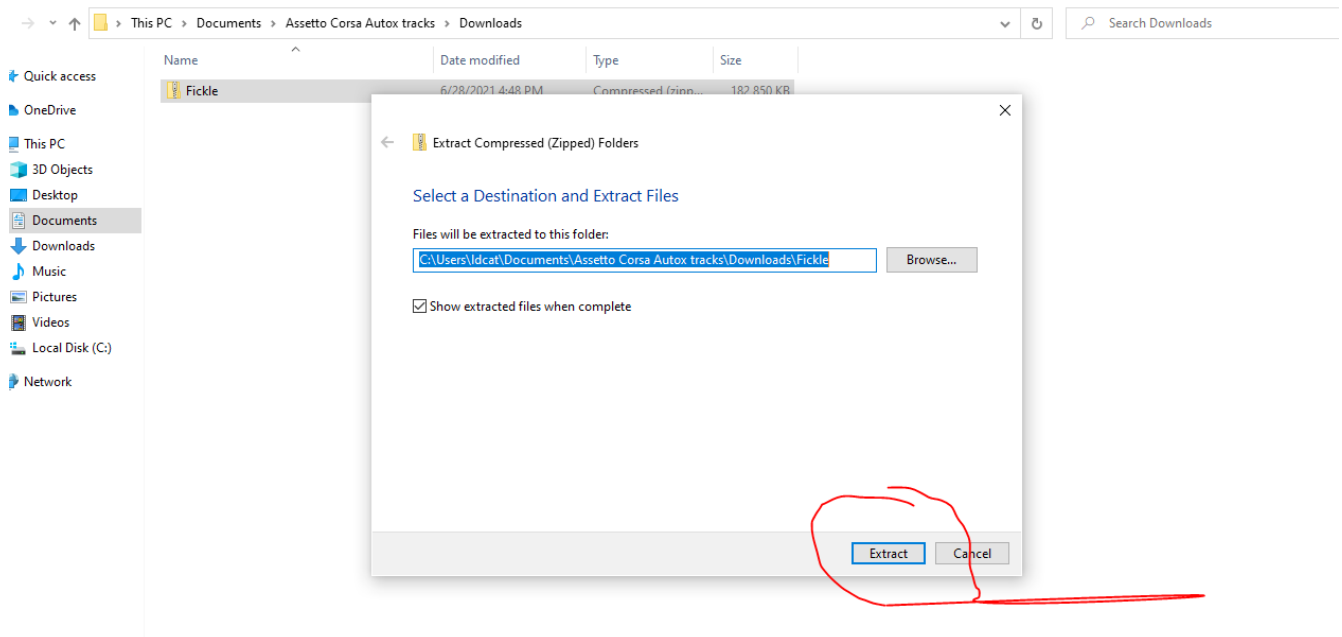 This PC > Documents > Assetto Corsa Autox tracks > Downloads
Search Downloads
Name Date modified Type Size
Quick access
Fickle 6/28/2021 4:48 PM Compressed (zipp... 182,850 KB
OneDrive
This PC
3D Objects
Desktop
Documents
Downloads
Music
Pictures
Videos
Local Disk (C:)
Network
Extract Compressed (Zipped) Folders
Select a Destination and Extract Files
Files will be extracted to this folder:
C:\Users\ldcat\Documents\Assetto Corsa Autox tracks\Downloads\Fickle
Browse...
Show extracted files when complete
Extract Cancel